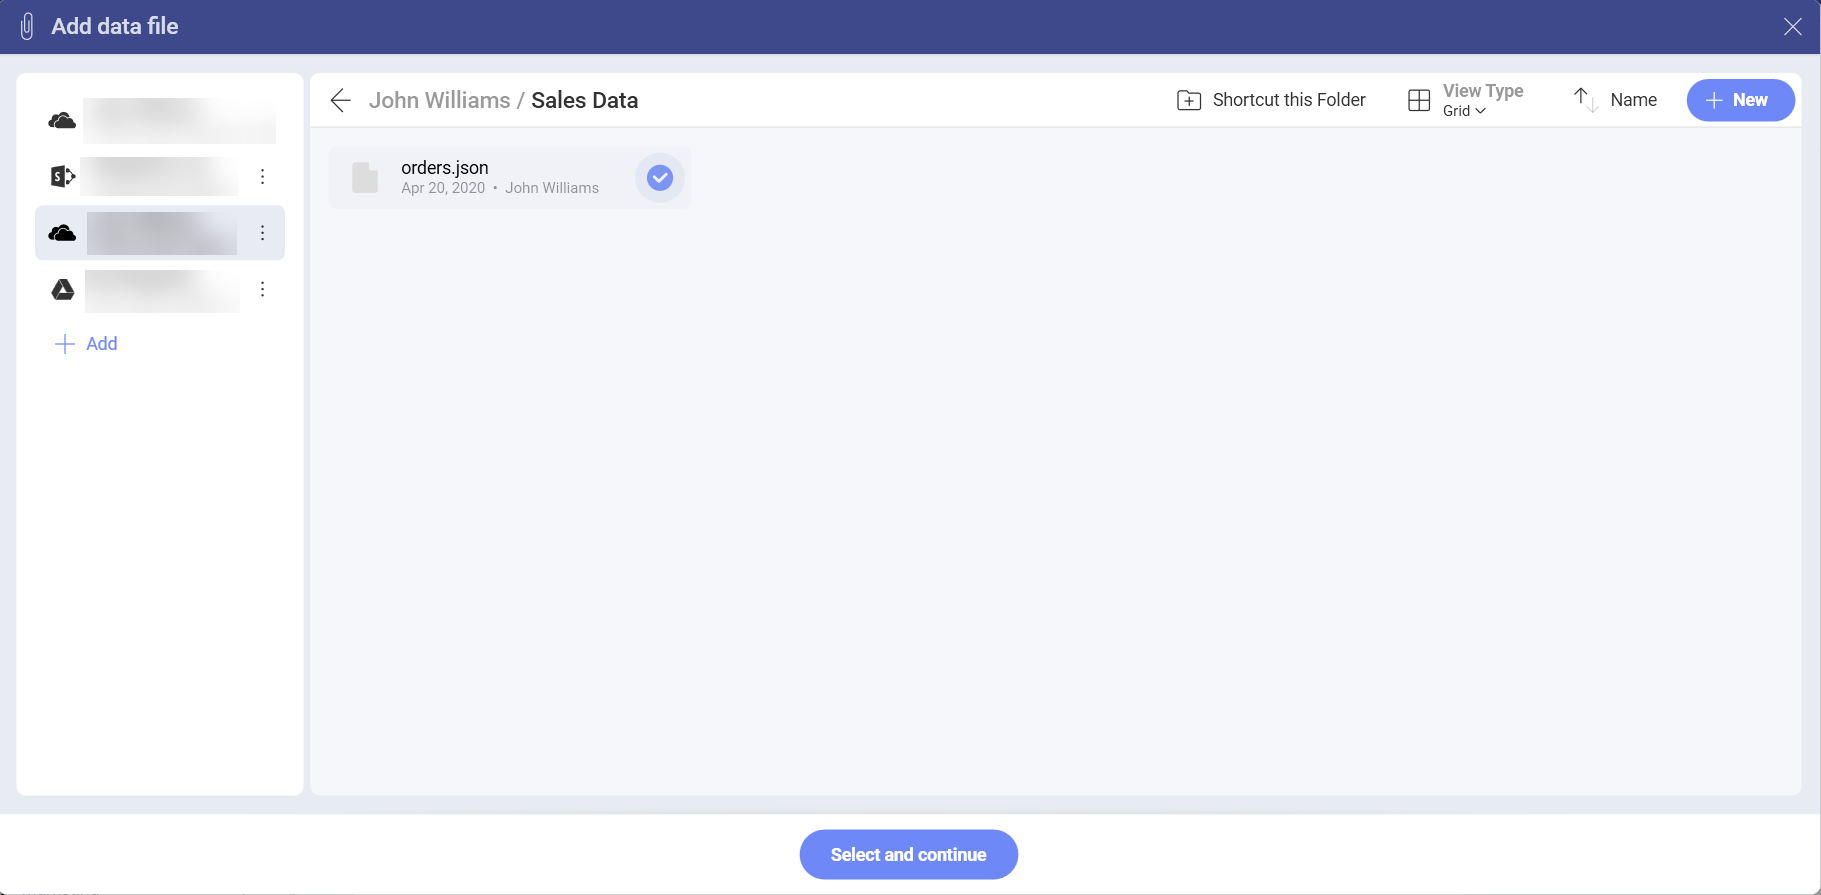 Add data file
John Williams / Sales Data
Shortcut this Folder
View Type
Grid
Name
New
orders.json
Apr 20, 2020 • John Williams
S
Add
Select and continue